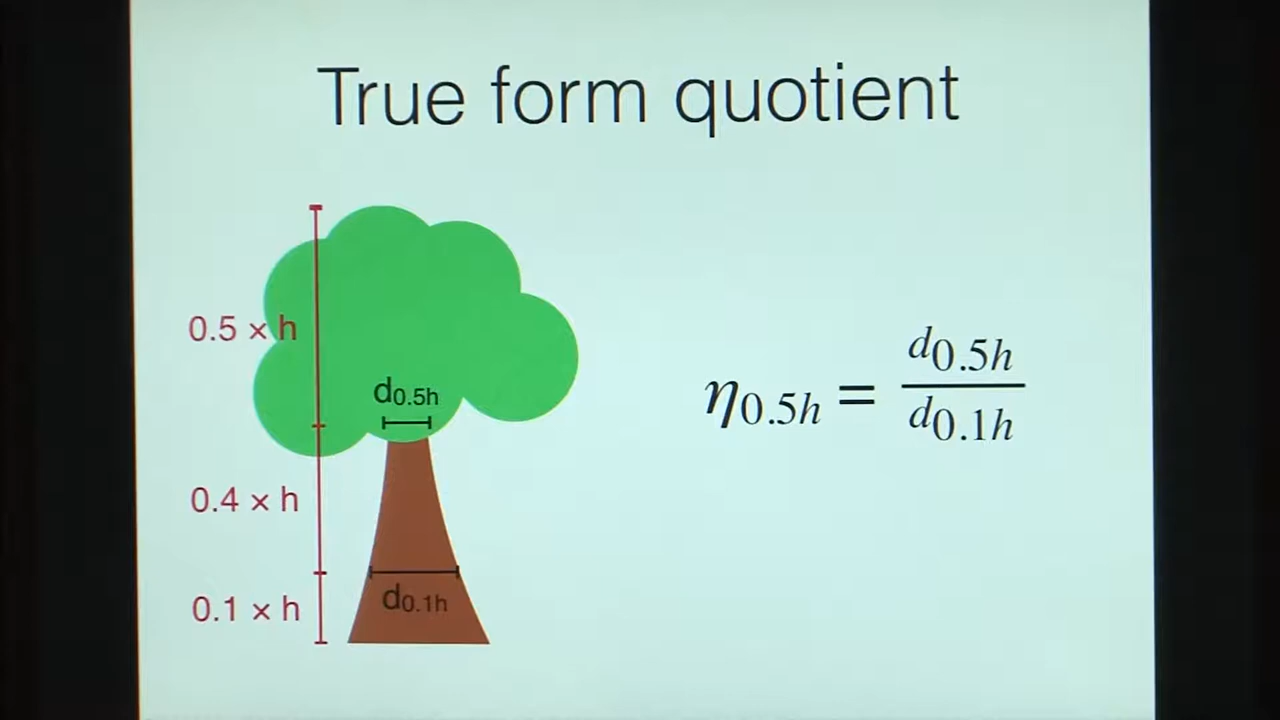 True form quotient
0.5 × h
d0.5h
0.4 × h
d0.1h
0.1 × h
η0.5h = d0.5h / d0.1h